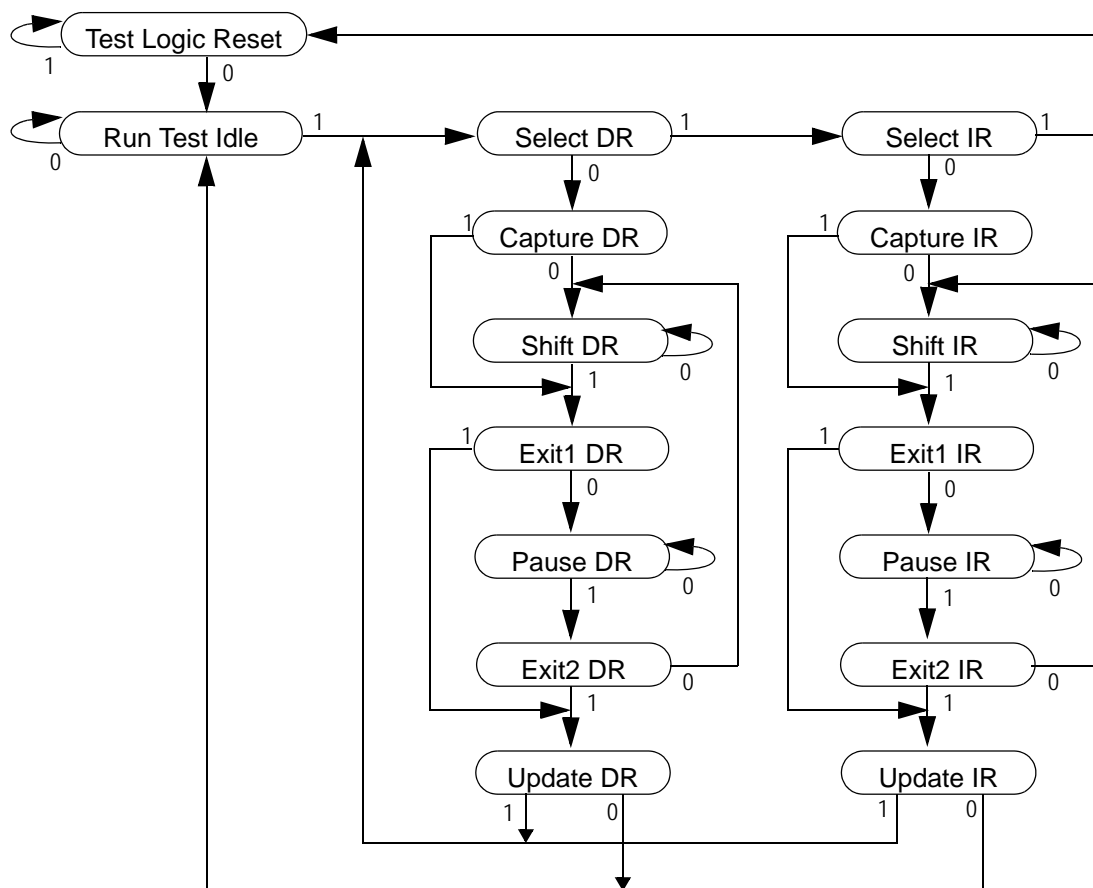 Test Logic Reset
1
0
Run Test Idle
1
0
Select DR
1
0
Select IR
1
0
Capture DR
1
0
Capture IR
1
0
Shift DR
0
1
Shift IR
0
1
Exit1 DR
1
0
Exit1 IR
1
0
Pause DR
0
1
Pause IR
0
1
Exit2 DR
0
1
Exit2 IR
0
1
Update DR
1
0
Update IR
1
0